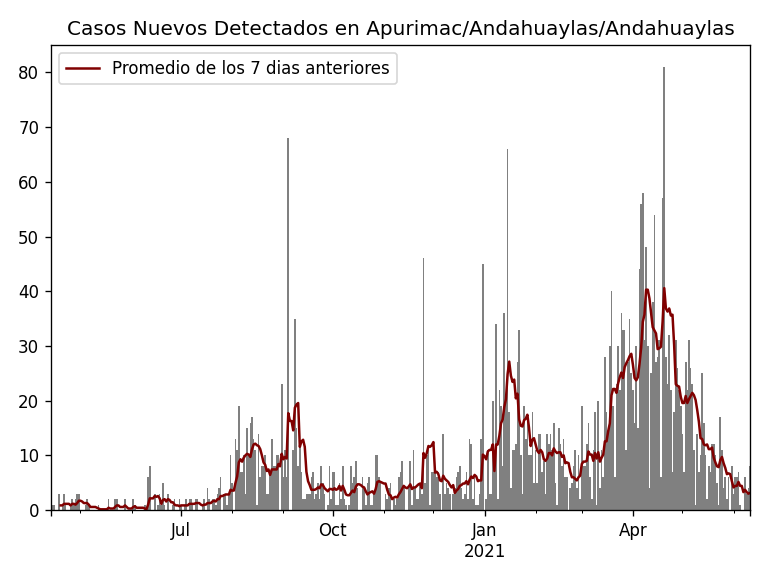 Casos Nuevos Detectados en Apurimac/Andahuaylas/Andahuaylas
Promedio de los 7 dias anteriores
80
70
60
50
40
30
20
10
0
Jul
Oct
Jan
2021
Apr